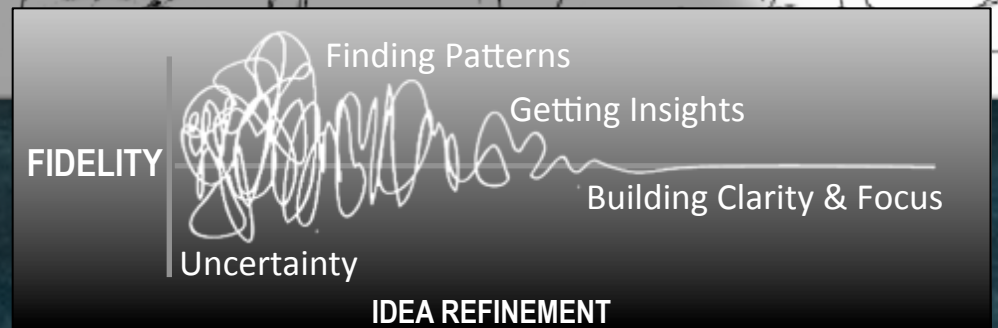 Finding Patterns
Getting Insights
FIDELITY
Building Clarity & Focus
Uncertainty
IDEA REFINEMENT